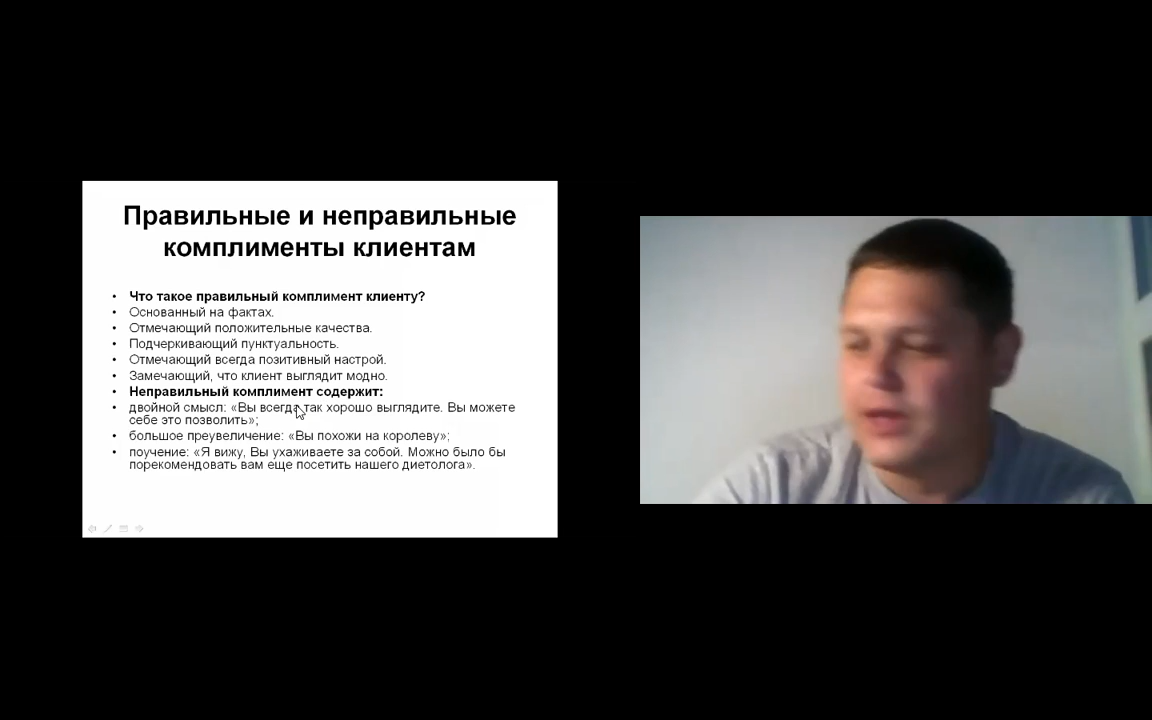 Правильные и неправильные
комплименты клиентам
• Что такое правильный комплимент клиенту?
• Основанный на фактах.
• Отмечающий положительные качества.
• Подчеркивающий пунктуальность.
• Отмечающий всегда позитивный настрой.
• Замечающий, что клиент выглядит модно.
• Неправильный комплимент содержит:
• двойной смысл: «Вы всегда так хорошо выглядите. Вы можете
себе это позволить»;
• большое преувеличение: «Вы похожи на королеву»;
• поучение: «Я вижу, Вы ухаживаете за собой. Можно было бы
порекомендовать вам еще посетить нашего диетолога».